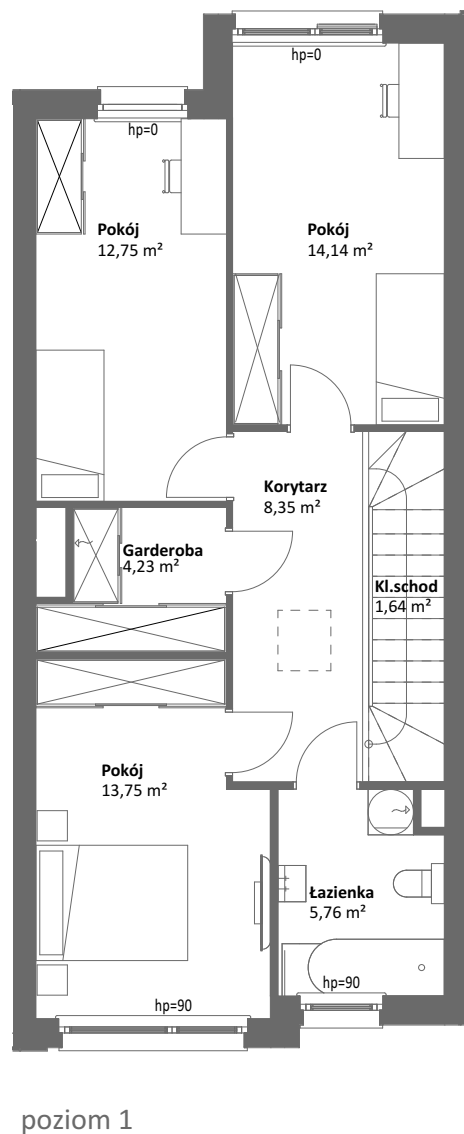 hp=0
hp=0
Pokój
12,75 m²
Pokój
14,14 m²
Korytarz
8,35 m²
Garderoba
4,23 m²
Kl.schod
1,64 m²
Pokój
13,75 m²
Łazienka
5,76 m²
hp=90
hp=90
poziom 1